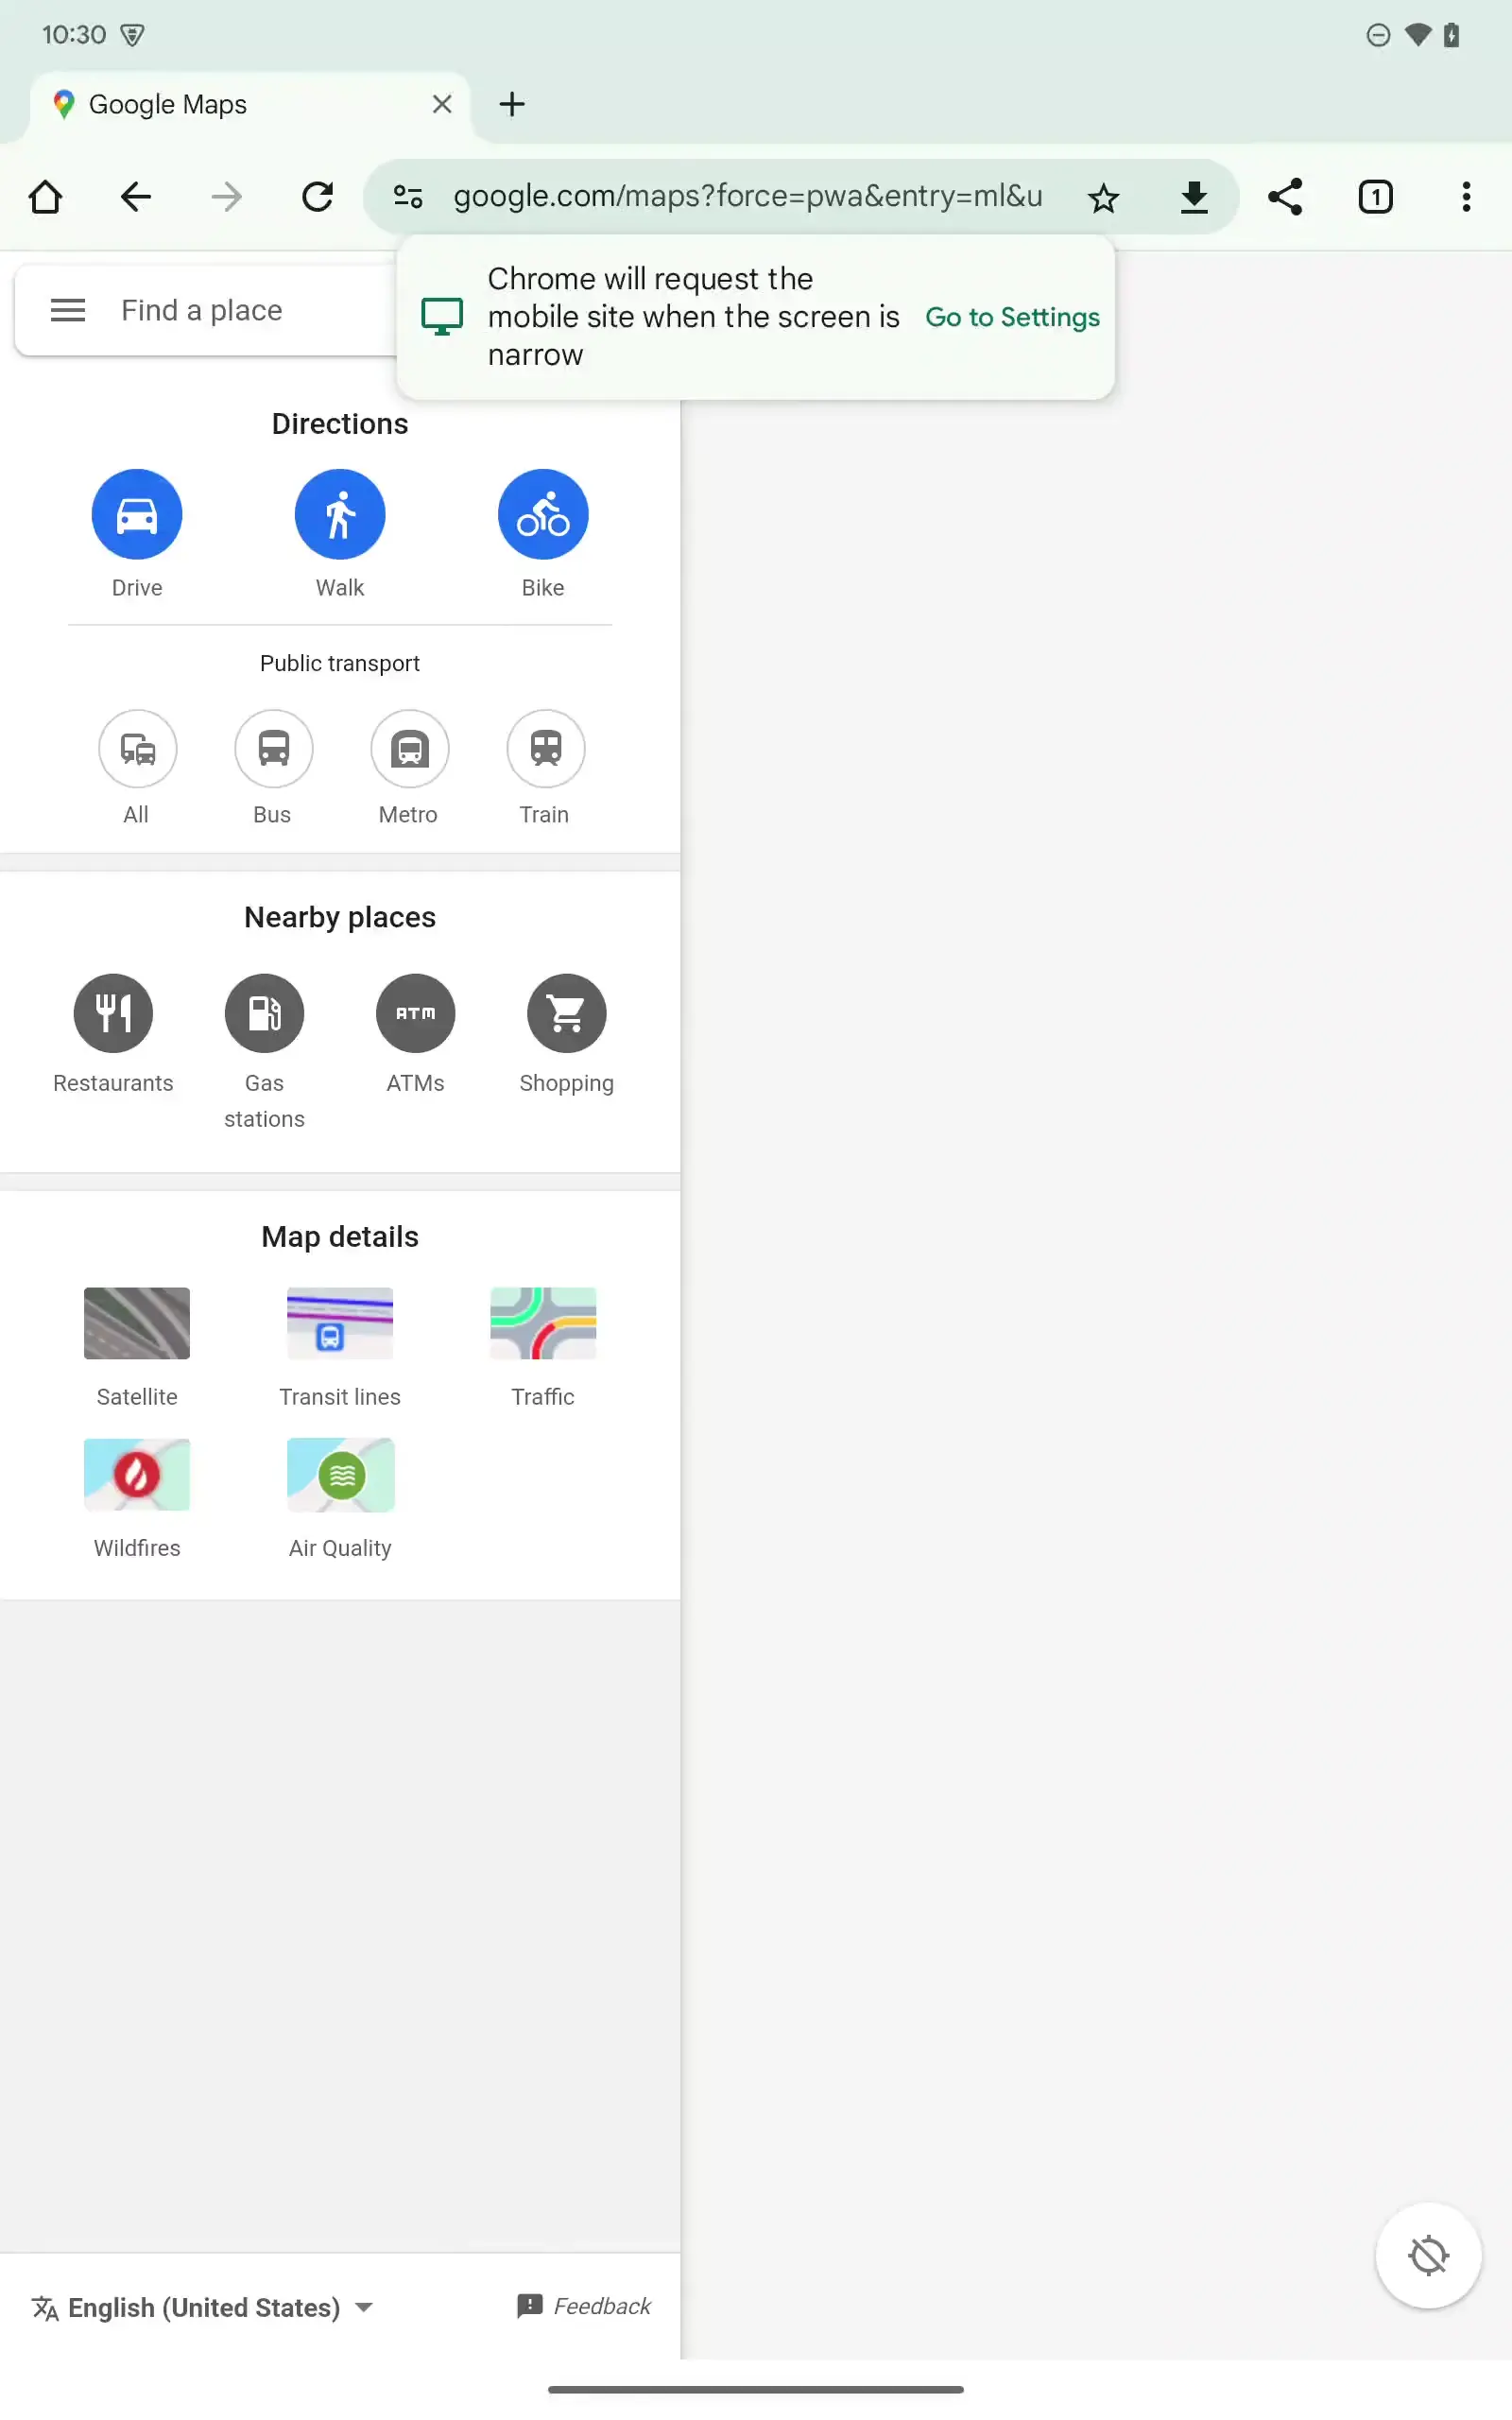 10:30
Google Maps
google.com/maps?force=pwa&entry=ml&u
1
Chrome will request the
mobile site when the screen is
narrow
Go to Settings
Find a place
Directions
Drive
Walk
Bike
Public transport
All
Bus
Metro
Train
Nearby places
ATM
Restaurants
Gas
stations
ATMs
Shopping
Map details
Satellite
Transit lines
Traffic
Wildfires
Air Quality
English (United States)
Feedback